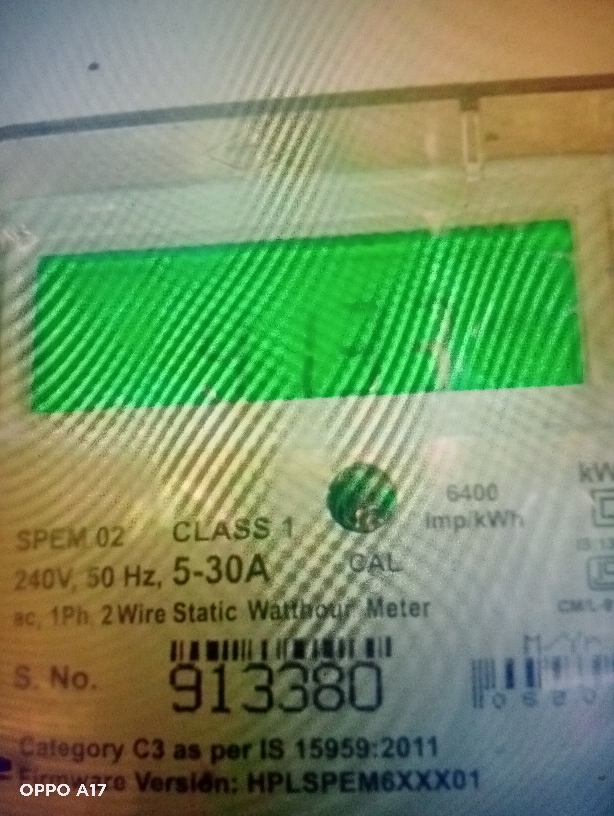 6400
imp/kWh
SPEM 02 CLASS 1
240V, 50 Hz, 5-30A CAL
ac, 1Ph 2 Wire Static Watthour Meter
S. No. 913380
Category C3 as per IS 15959:2011
Firmware Version: HPLSPEM6XXX01
OPPO A17